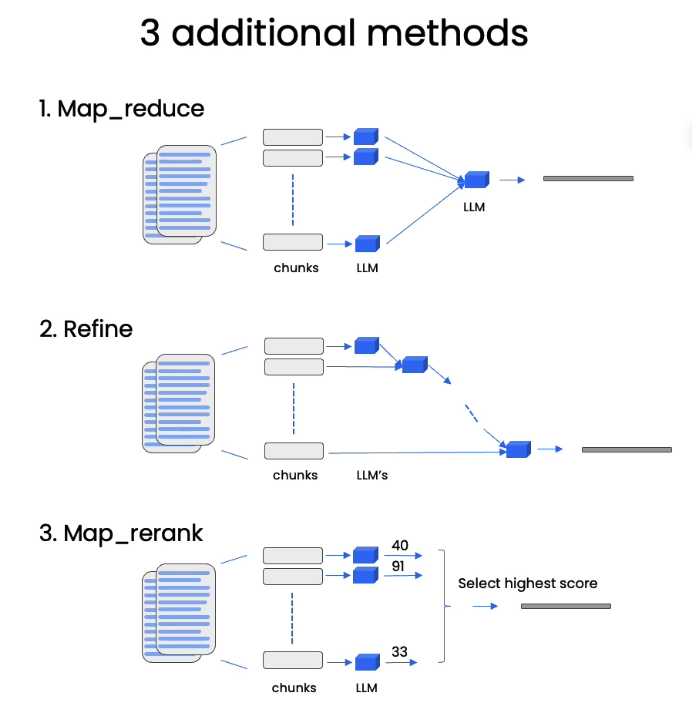 3 additional methods
1. Map_reduce
LLM
chunks
LLM
2. Refine
chunks
LLM's
3. Map_rerank
40
91
Select highest score
33
chunks
LLM